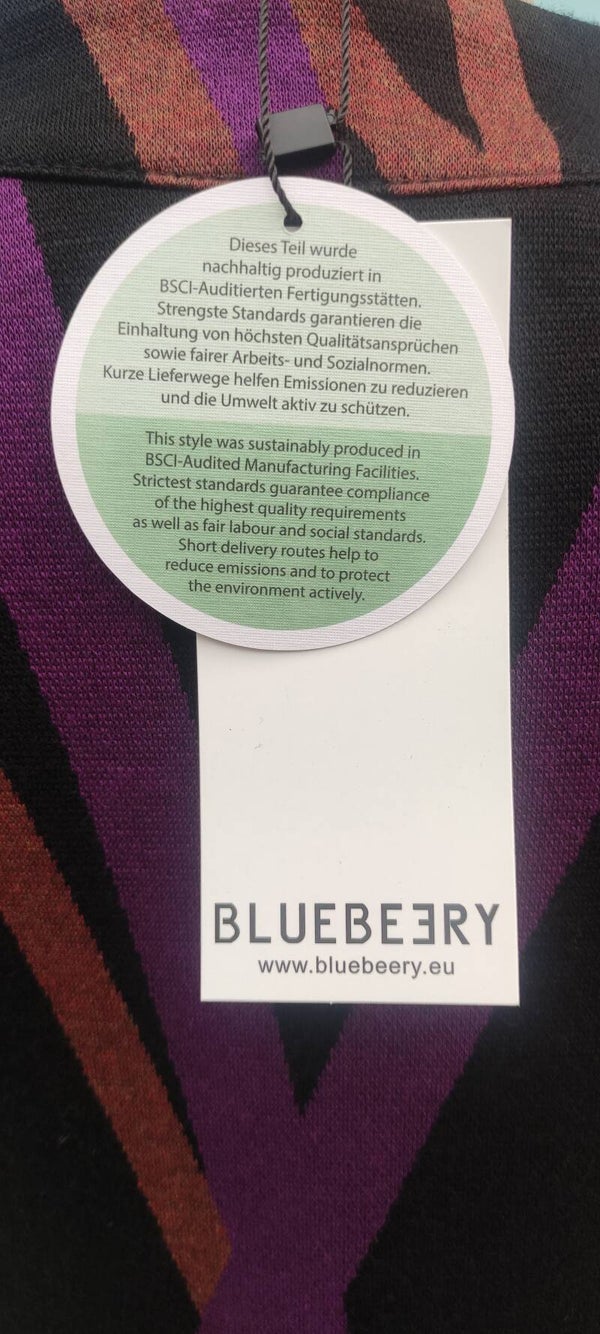 Dieses Teil wurde
nachhaltig produziert in
BSCI-Auditierten Fertigungsstätten.
Strengste Standards garantieren die
Einhaltung von höchsten Qualitätsansprüchen
sowie fairer Arbeits- und Sozialnormen.
Kurze Lieferwege helfen Emissionen zu reduzieren
und die Umwelt aktiv zu schützen.
This style was sustainably produced in
BSCI-Audited Manufacturing Facilities.
Strictest standards guarantee compliance
of the highest quality requirements
as well as fair labour and social standards.
Short delivery routes help to
reduce emissions and to protect
the environment actively.
BLUEBEERY
www.bluebeery.eu